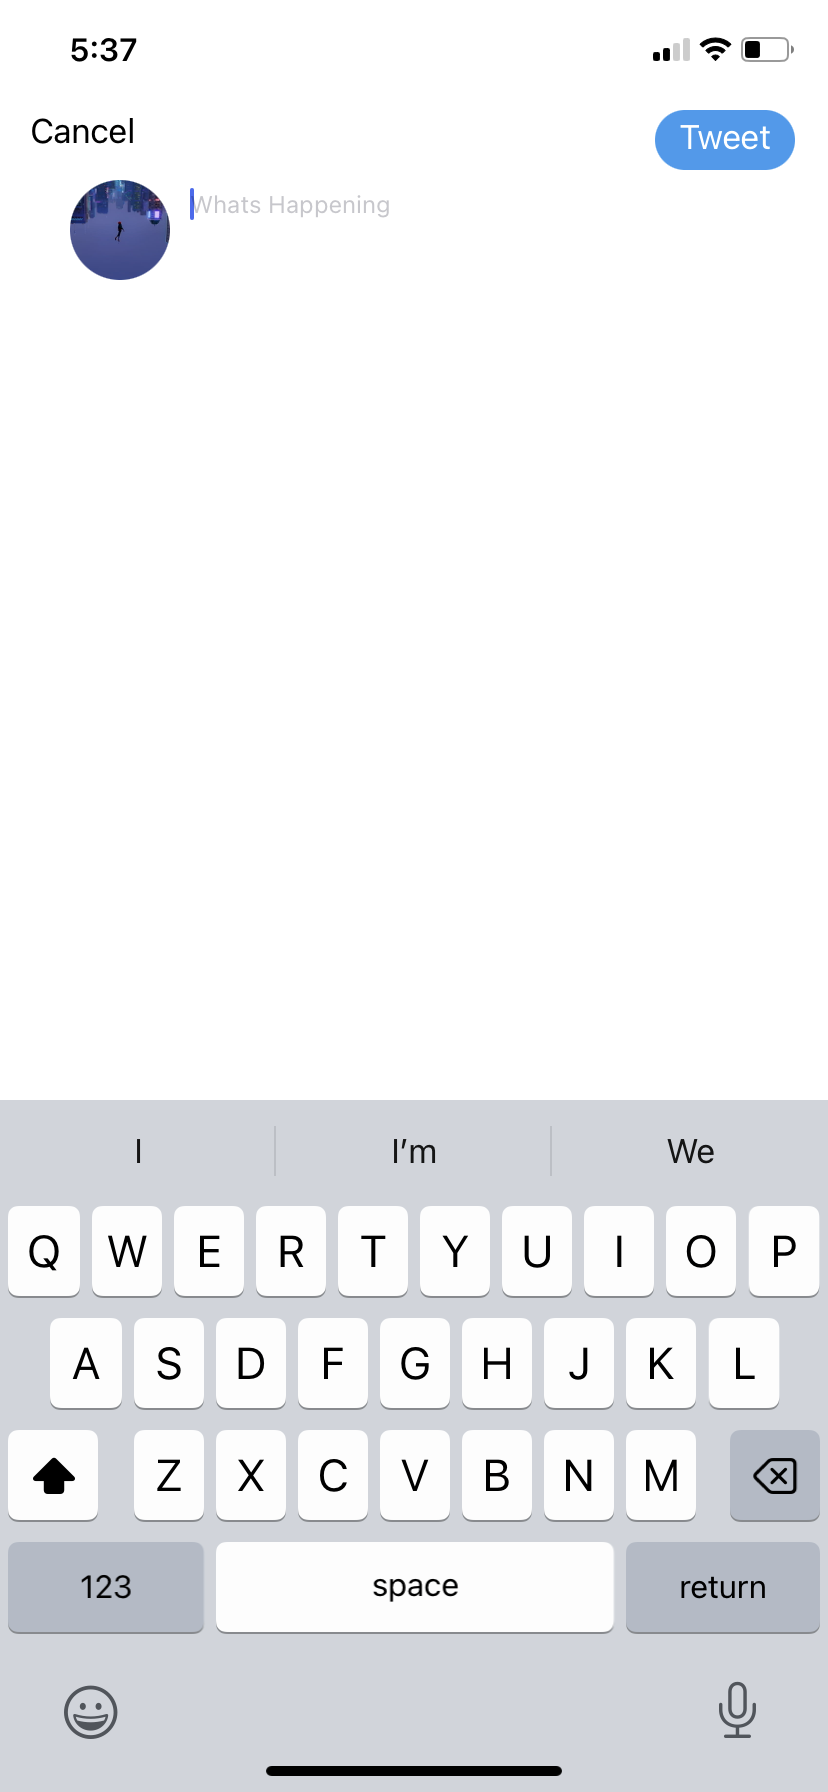 5:37
Cancel
Tweet
Whats Happening
I
I’m
We
Q W E R T Y U I O P
A S D F G H J K L
Z X C V B N M
123
space
return